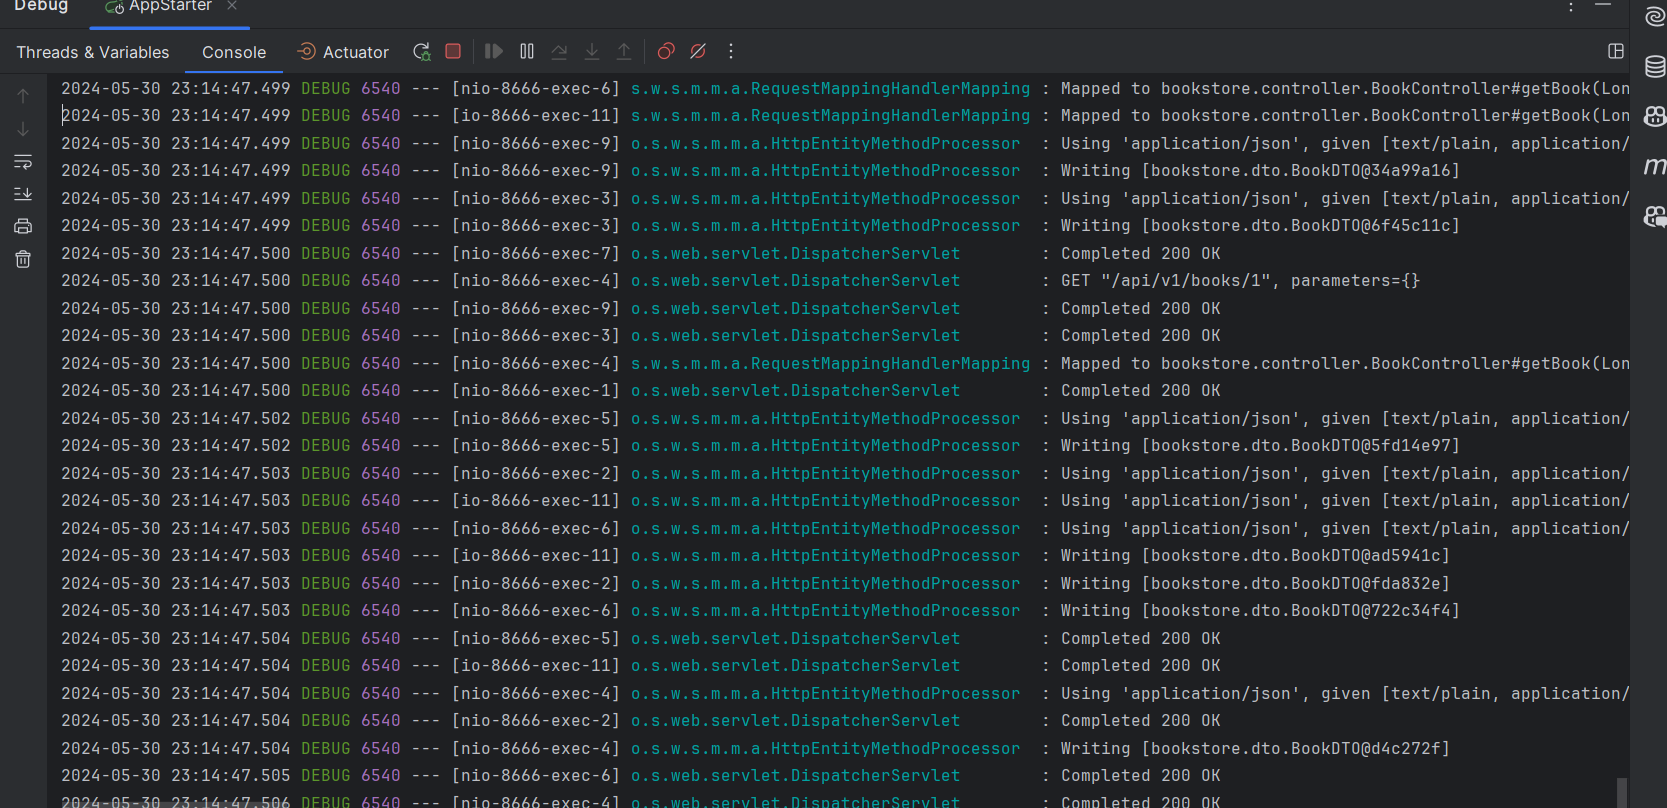 Debug AppStarter
Threads & Variables Console Actuator
2024-05-30 23:14:47.499 DEBUG 6540 --- [nio-8666-exec-6] s.w.s.m.m.a.RequestMappingHandlerMapping : Mapped to bookstore.controller.BookController#getBook(Lon
2024-05-30 23:14:47.499 DEBUG 6540 --- [io-8666-exec-11] s.w.s.m.m.a.RequestMappingHandlerMapping : Mapped to bookstore.controller.BookController#getBook(Lon
2024-05-30 23:14:47.499 DEBUG 6540 --- [nio-8666-exec-9] o.s.w.s.m.m.a.HttpEntityMethodProcessor : Using 'application/json', given [text/plain, application/
2024-05-30 23:14:47.499 DEBUG 6540 --- [nio-8666-exec-9] o.s.w.s.m.m.a.HttpEntityMethodProcessor : Writing [bookstore.dto.BookDTO@34a99a16]
2024-05-30 23:14:47.499 DEBUG 6540 --- [nio-8666-exec-3] o.s.w.s.m.m.a.HttpEntityMethodProcessor : Using 'application/json', given [text/plain, application/
2024-05-30 23:14:47.499 DEBUG 6540 --- [nio-8666-exec-3] o.s.w.s.m.m.a.HttpEntityMethodProcessor : Writing [bookstore.dto.BookDTO@6f45c11c]
2024-05-30 23:14:47.500 DEBUG 6540 --- [nio-8666-exec-7] o.s.web.servlet.DispatcherServlet : Completed 200 OK
2024-05-30 23:14:47.500 DEBUG 6540 --- [nio-8666-exec-4] o.s.web.servlet.DispatcherServlet : GET "/api/v1/books/1", parameters={}
2024-05-30 23:14:47.500 DEBUG 6540 --- [nio-8666-exec-9] o.s.web.servlet.DispatcherServlet : Completed 200 OK
2024-05-30 23:14:47.500 DEBUG 6540 --- [nio-8666-exec-3] o.s.web.servlet.DispatcherServlet : Completed 200 OK
2024-05-30 23:14:47.500 DEBUG 6540 --- [nio-8666-exec-4] s.w.s.m.m.a.RequestMappingHandlerMapping : Mapped to bookstore.controller.BookController#getBook(Lon
2024-05-30 23:14:47.500 DEBUG 6540 --- [nio-8666-exec-1] o.s.web.servlet.DispatcherServlet : Completed 200 OK
2024-05-30 23:14:47.502 DEBUG 6540 --- [nio-8666-exec-5] o.s.w.s.m.m.a.HttpEntityMethodProcessor : Using 'application/json', given [text/plain, application/
2024-05-30 23:14:47.502 DEBUG 6540 --- [nio-8666-exec-5] o.s.w.s.m.m.a.HttpEntityMethodProcessor : Writing [bookstore.dto.BookDTO@5fd14e97]
2024-05-30 23:14:47.503 DEBUG 6540 --- [nio-8666-exec-2] o.s.w.s.m.m.a.HttpEntityMethodProcessor : Using 'application/json', given [text/plain, application/
2024-05-30 23:14:47.503 DEBUG 6540 --- [io-8666-exec-11] o.s.w.s.m.m.a.HttpEntityMethodProcessor : Using 'application/json', given [text/plain, application/
2024-05-30 23:14:47.503 DEBUG 6540 --- [nio-8666-exec-6] o.s.w.s.m.m.a.HttpEntityMethodProcessor : Using 'application/json', given [text/plain, application/
2024-05-30 23:14:47.503 DEBUG 6540 --- [io-8666-exec-11] o.s.w.s.m.m.a.HttpEntityMethodProcessor : Writing [bookstore.dto.BookDTO@ad5941c]
2024-05-30 23:14:47.503 DEBUG 6540 --- [nio-8666-exec-2] o.s.w.s.m.m.a.HttpEntityMethodProcessor : Writing [bookstore.dto.BookDTO@fda832e]
2024-05-30 23:14:47.503 DEBUG 6540 --- [nio-8666-exec-6] o.s.w.s.m.m.a.HttpEntityMethodProcessor : Writing [bookstore.dto.BookDTO@722c34f4]
2024-05-30 23:14:47.504 DEBUG 6540 --- [nio-8666-exec-5] o.s.web.servlet.DispatcherServlet : Completed 200 OK
2024-05-30 23:14:47.504 DEBUG 6540 --- [io-8666-exec-11] o.s.web.servlet.DispatcherServlet : Completed 200 OK
2024-05-30 23:14:47.504 DEBUG 6540 --- [nio-8666-exec-4] o.s.w.s.m.m.a.HttpEntityMethodProcessor : Using 'application/json', given [text/plain, application/
2024-05-30 23:14:47.504 DEBUG 6540 --- [nio-8666-exec-2] o.s.web.servlet.DispatcherServlet : Completed 200 OK
2024-05-30 23:14:47.504 DEBUG 6540 --- [nio-8666-exec-4] o.s.w.s.m.m.a.HttpEntityMethodProcessor : Writing [bookstore.dto.BookDTO@d4c272f]
2024-05-30 23:14:47.505 DEBUG 6540 --- [nio-8666-exec-6] o.s.web.servlet.DispatcherServlet : Completed 200 OK
2024-05-30 23:14:47.506 DEBUG 6540 --- [nio-8666-exec-4] o.s.web.servlet.DispatcherServlet : Completed 200 OK